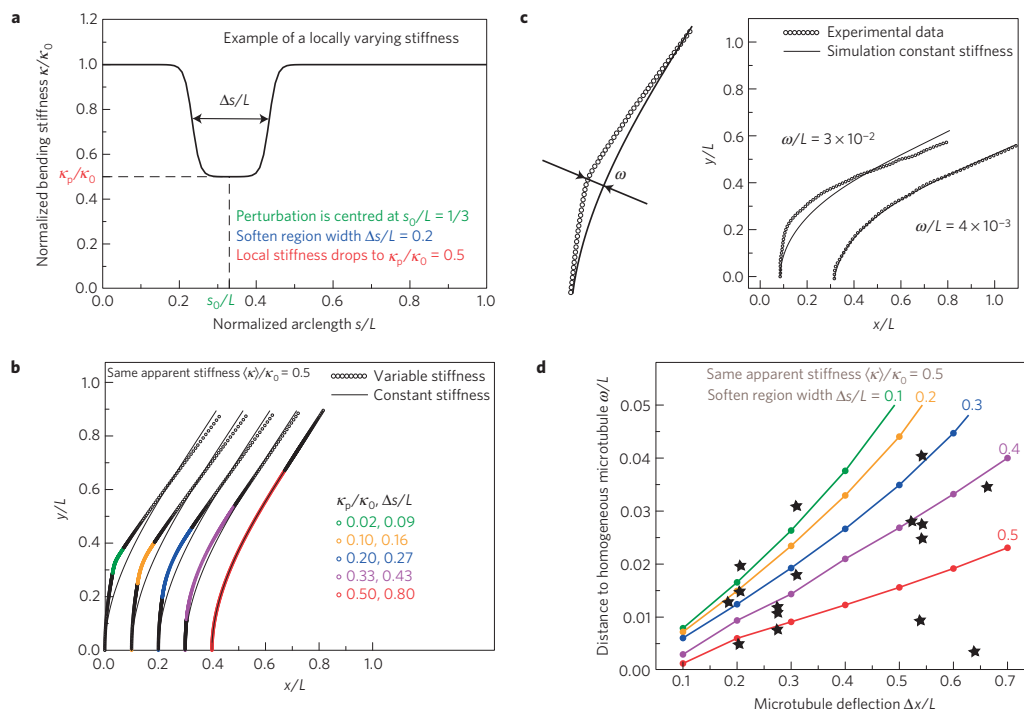 a
1.2
1.0
0.8
0.6
0.4
0.2
0.0
Normalized bending stiffness κ/κ0
Example of a locally varying stiffness
Δs/L
κp/κ0
Perturbation is centred at s0/L = 1/3
Soften region width Δs/L = 0.2
Local stiffness drops to κp/κ0 = 0.5
0.0 0.2 s0/L 0.4 0.6 0.8 1.0
Normalized arclength s/L
b
Same apparent stiffness ⟨κ⟩/κ0 = 0.5
Variable stiffness
Constant stiffness
1.0
0.8
0.6
0.4
0.2
0.0
y/L
κp/κ0, Δs/L
0.02, 0.09
0.10, 0.16
0.20, 0.27
0.33, 0.43
0.50, 0.80
0.0 0.2 0.4 0.6 0.8 1.0
x/L
c
ω
Experimental data
Simulation constant stiffness
1.0
0.8
0.6
0.4
0.2
0.0
y/L
ω/L = 3 × 10−2
ω/L = 4 × 10−3
0.0 0.2 0.4 0.6 0.8 1.0
x/L
d
Same apparent stiffness ⟨κ⟩/κ0 = 0.5
Soften region width Δs/L = 0.1
0.2
0.3
0.4
0.5
0.05
0.04
0.03
0.02
0.01
0.00
Distance to homogeneous microtubule ω/L
0.1 0.2 0.3 0.4 0.5 0.6 0.7
Microtubule deflection Δx/L